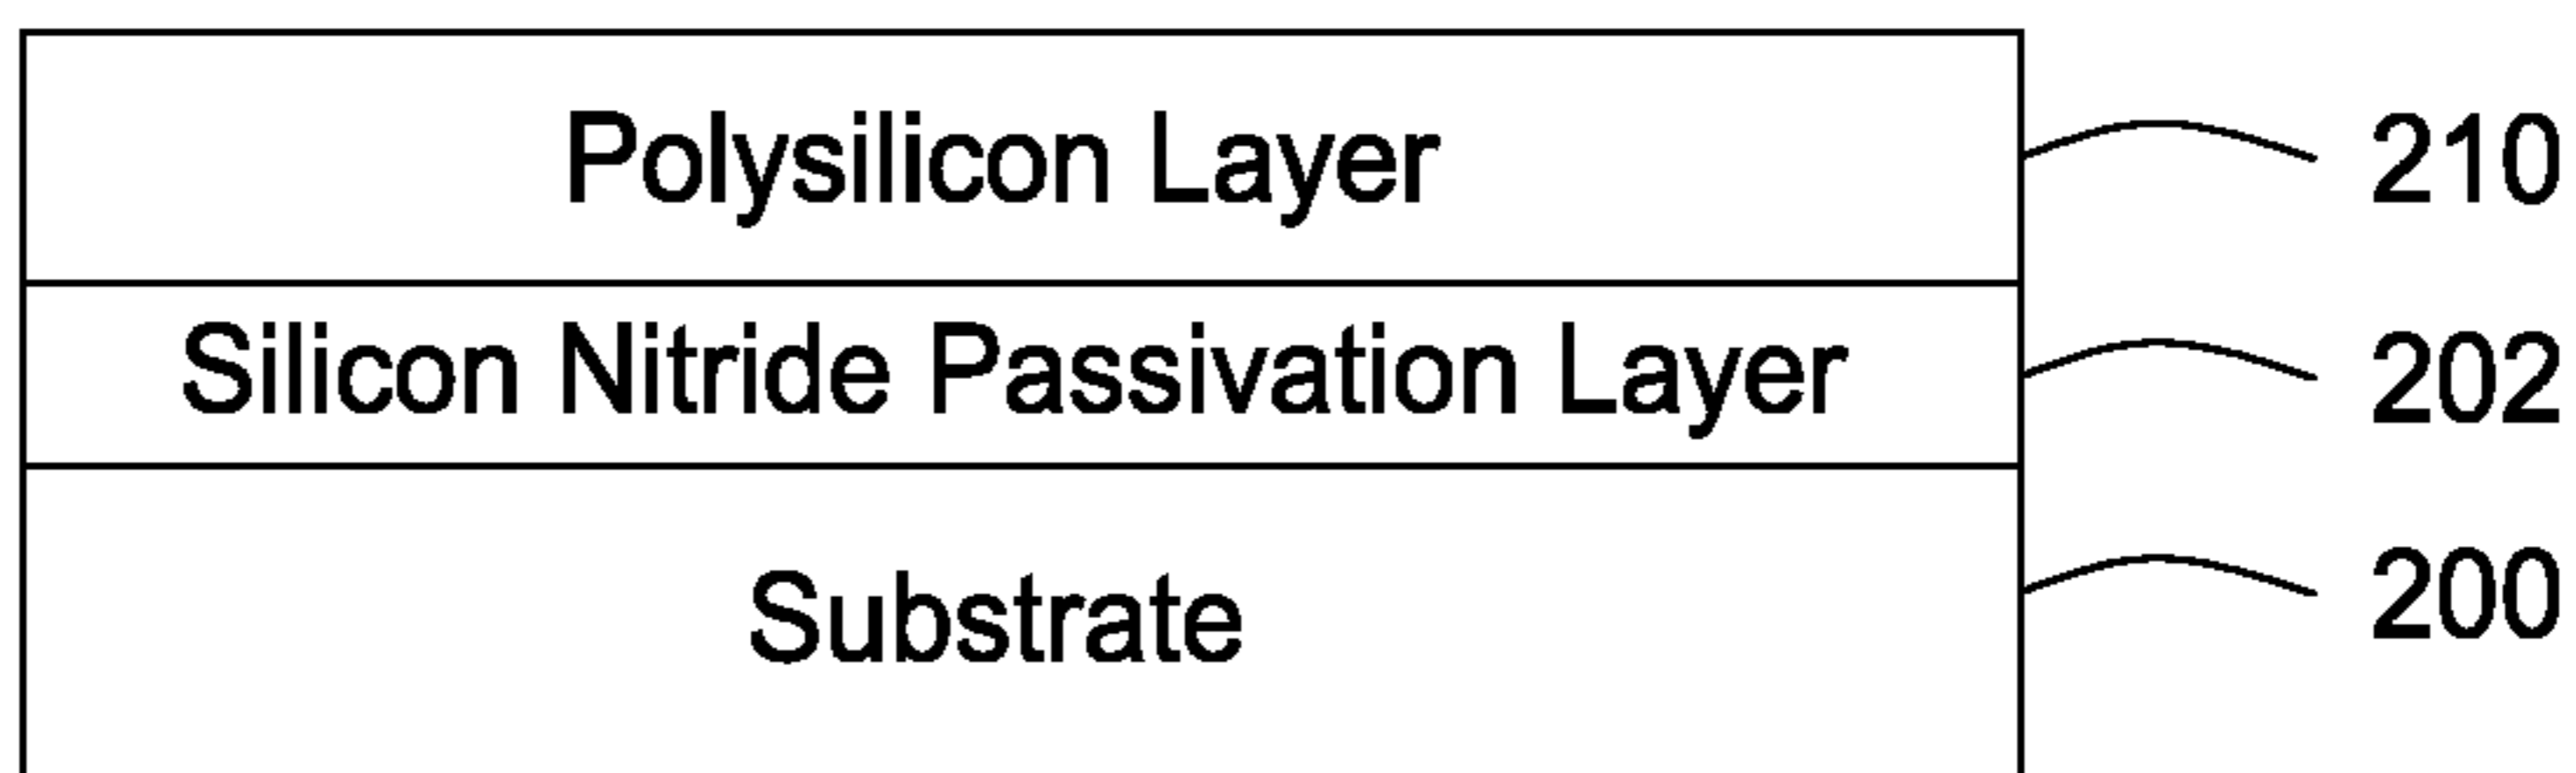 Polysilicon Layer 210
Silicon Nitride Passivation Layer 202
Substrate 200